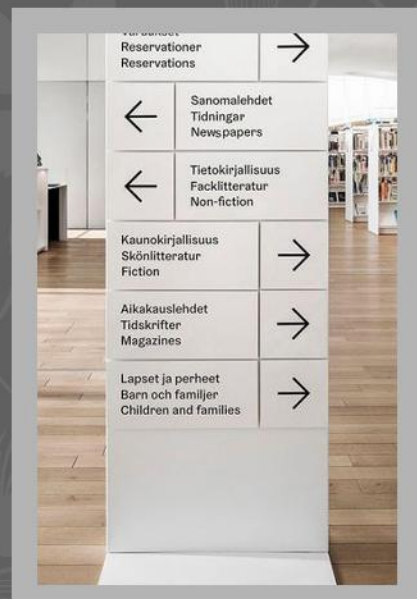 Reservationer
Reservations
Sanomalehdet
Tidningar
Newspapers
Tietokirjallisuus
Facklitteratur
Non-fiction
Kaunokirjallisuus
Skönlitteratur
Fiction
Aikakauslehdet
Tidskrifter
Magazines
Lapset ja perheet
Barn och familjer
Children and families